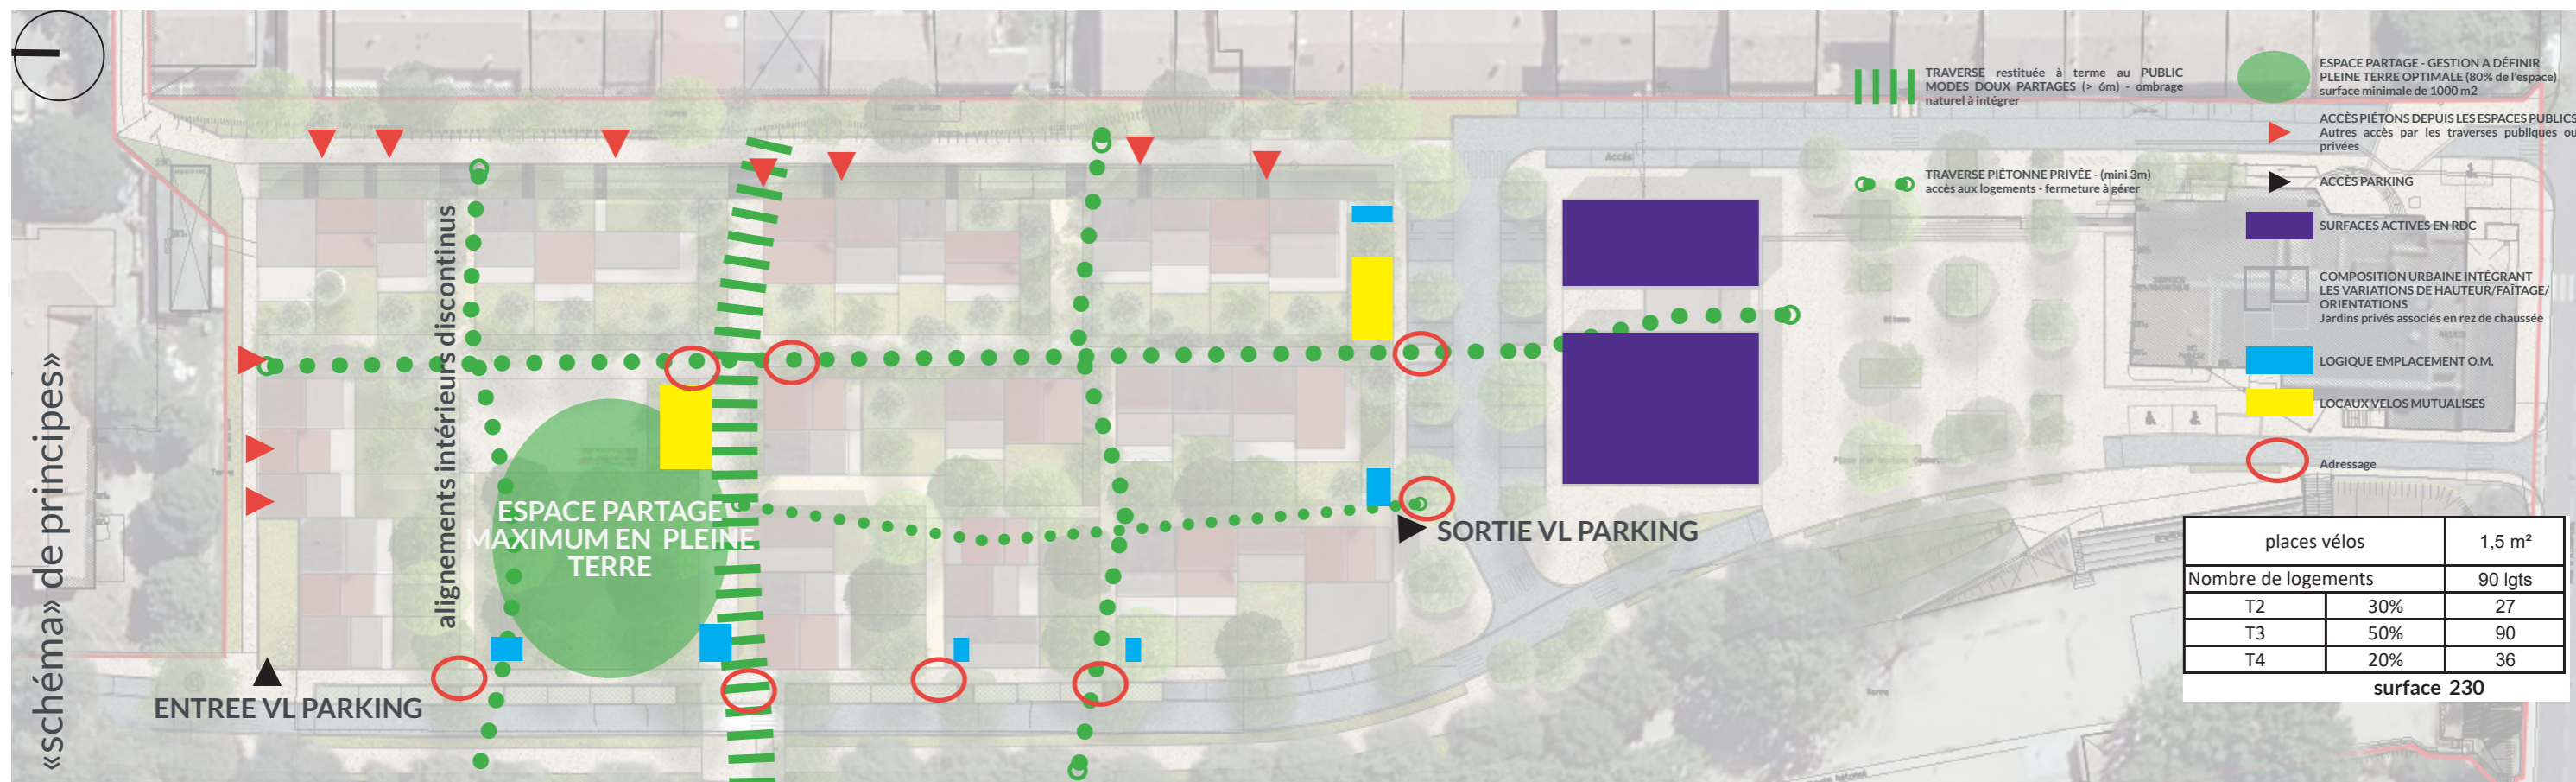 TRAVERSE restituée à terme au PUBLIC
MODES DOUX PARTAGES (> 6m) - ombrage
naturel à intégrer
TRAVERSE PIÉTONNE PRIVÉE - (mini 3m)
accès aux logements - fermeture à gérer
ESPACE PARTAGE - GESTION A DÉFINIR
PLEINE TERRE OPTIMALE (80% de l'espace)
surface minimale de 1000 m2
ACCÈS PIÉTONS DEPUIS LES ESPACES PUBLICS
Autres accès par les traverses publiques ou
privées
ACCÈS PARKING
SURFACES ACTIVES EN RDC
COMPOSITION URBAINE INTÉGRANT
LES VARIATIONS DE HAUTEUR/FAÎTAGE/
ORIENTATIONS
Jardins privés associés en rez de chaussée
LOGIQUE EMPLACEMENT O.M.
LOCAUX VELOS MUTUALISES
Adressage
«schéma» de principes»
alignements intérieurs discontinus
ESPACE PARTAGE
MAXIMUM EN PLEINE
TERRE
SORTIE VL PARKING
ENTREE VL PARKING
Accès
places vélos 1,5 m²
Nombre de logements 90 lgts
T2 30% 27
T3 50% 90
T4 20% 36
surface 230